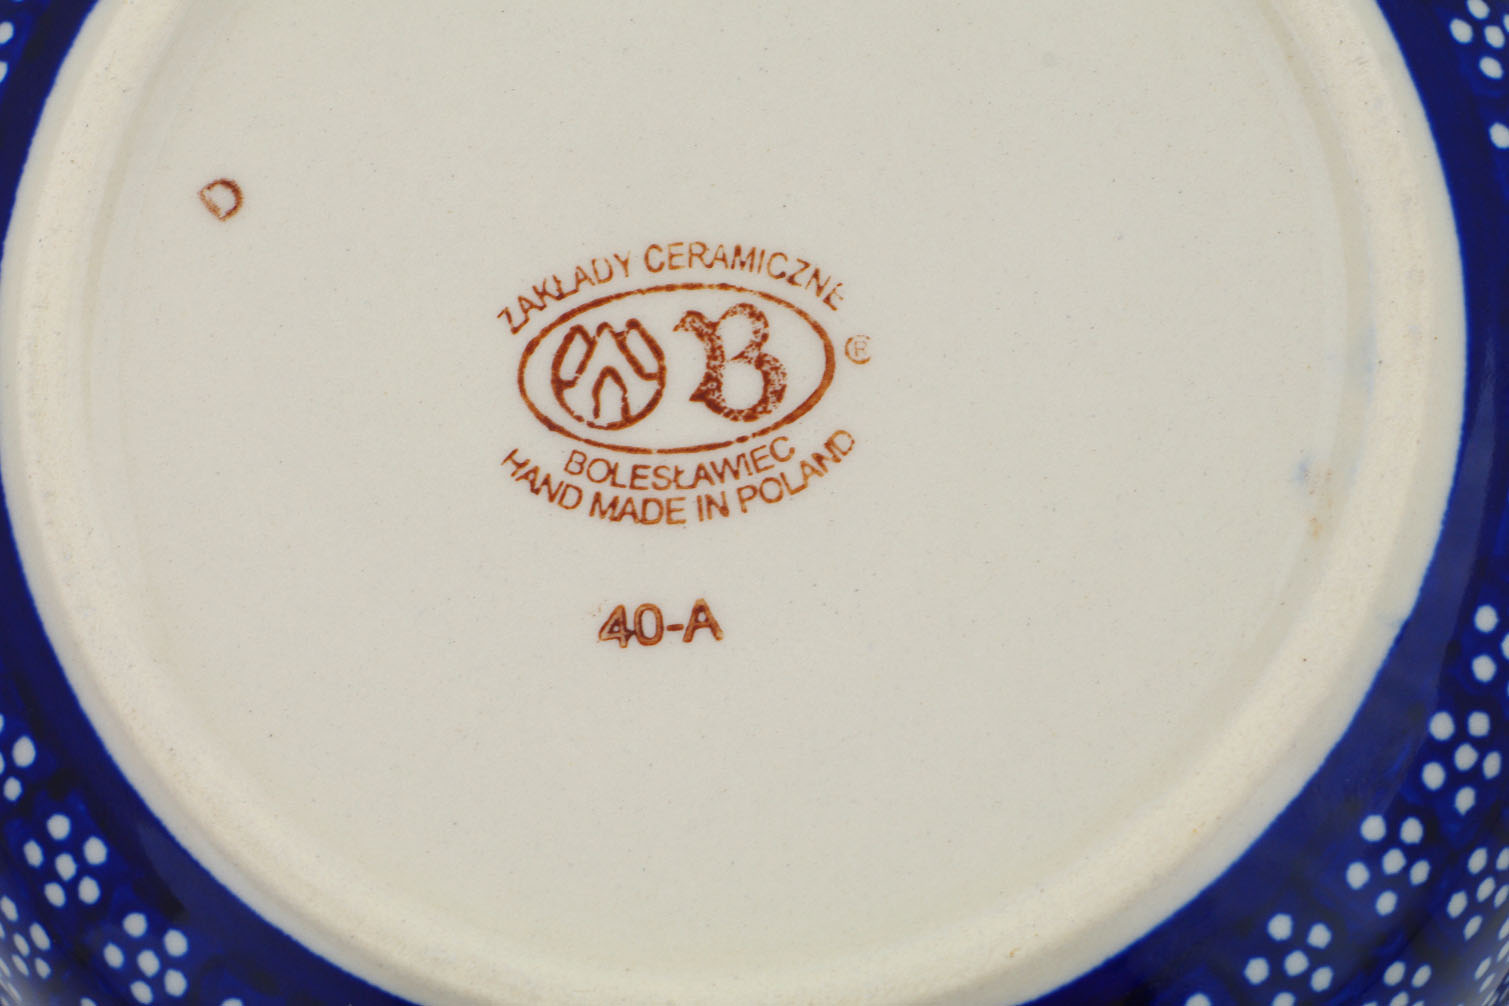 D
ZAKŁADY CERAMICZNE
B ®
BOLESŁAWIEC
HAND MADE IN POLAND
40-A